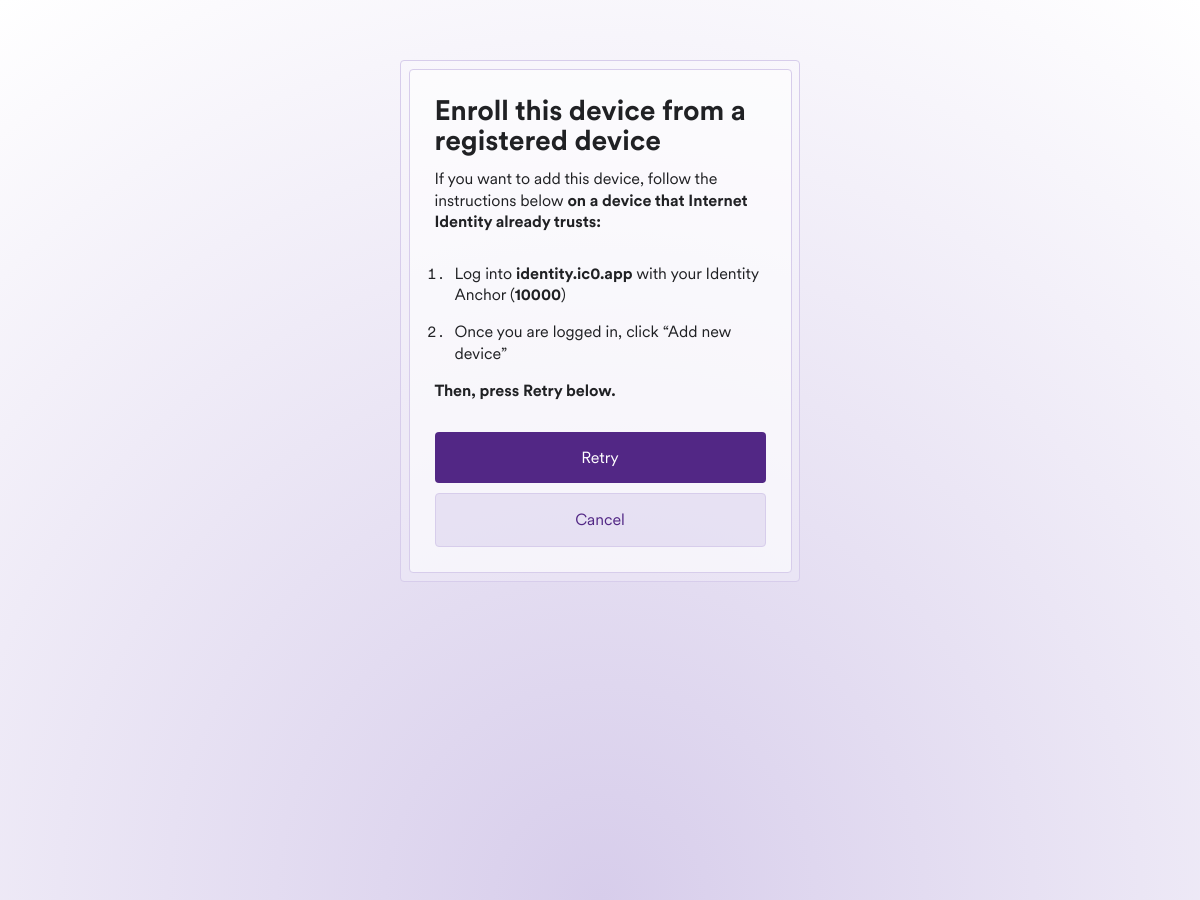 Enroll this device from a
registered device
If you want to add this device, follow the
instructions below on a device that Internet
Identity already trusts:
1. Log into identity.ic0.app with your Identity
Anchor (10000)
2. Once you are logged in, click “Add new
device”
Then, press Retry below.
Retry
Cancel